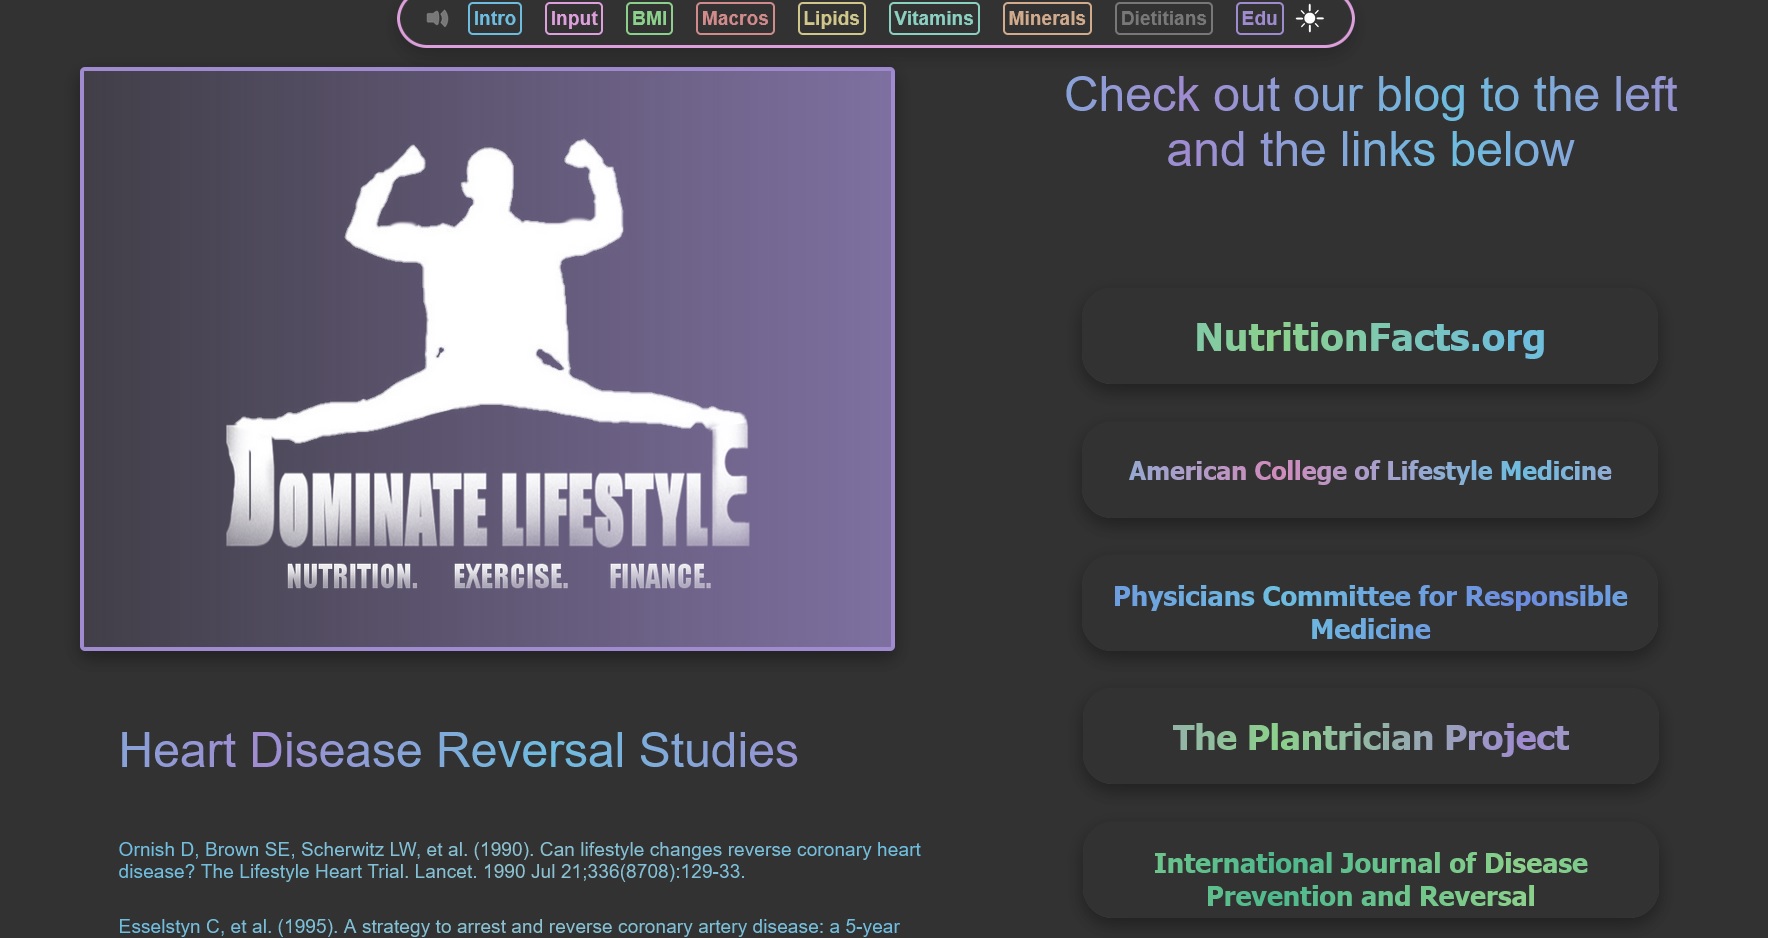 Intro Input BMI Macros Lipids Vitamins Minerals Dietitians Edu
DOMINATE LIFESTYLE
NUTRITION. EXERCISE. FINANCE.
Heart Disease Reversal Studies
Ornish D, Brown SE, Scherwitz LW, et al. (1990). Can lifestyle changes reverse coronary heart
disease? The Lifestyle Heart Trial. Lancet. 1990 Jul 21;336(8708):129-33.
Esselstyn C, et al. (1995). A strategy to arrest and reverse coronary artery disease: a 5-year
Check out our blog to the left
and the links below
NutritionFacts.org
American College of Lifestyle Medicine
Physicians Committee for Responsible
Medicine
The Plantrician Project
International Journal of Disease
Prevention and Reversal